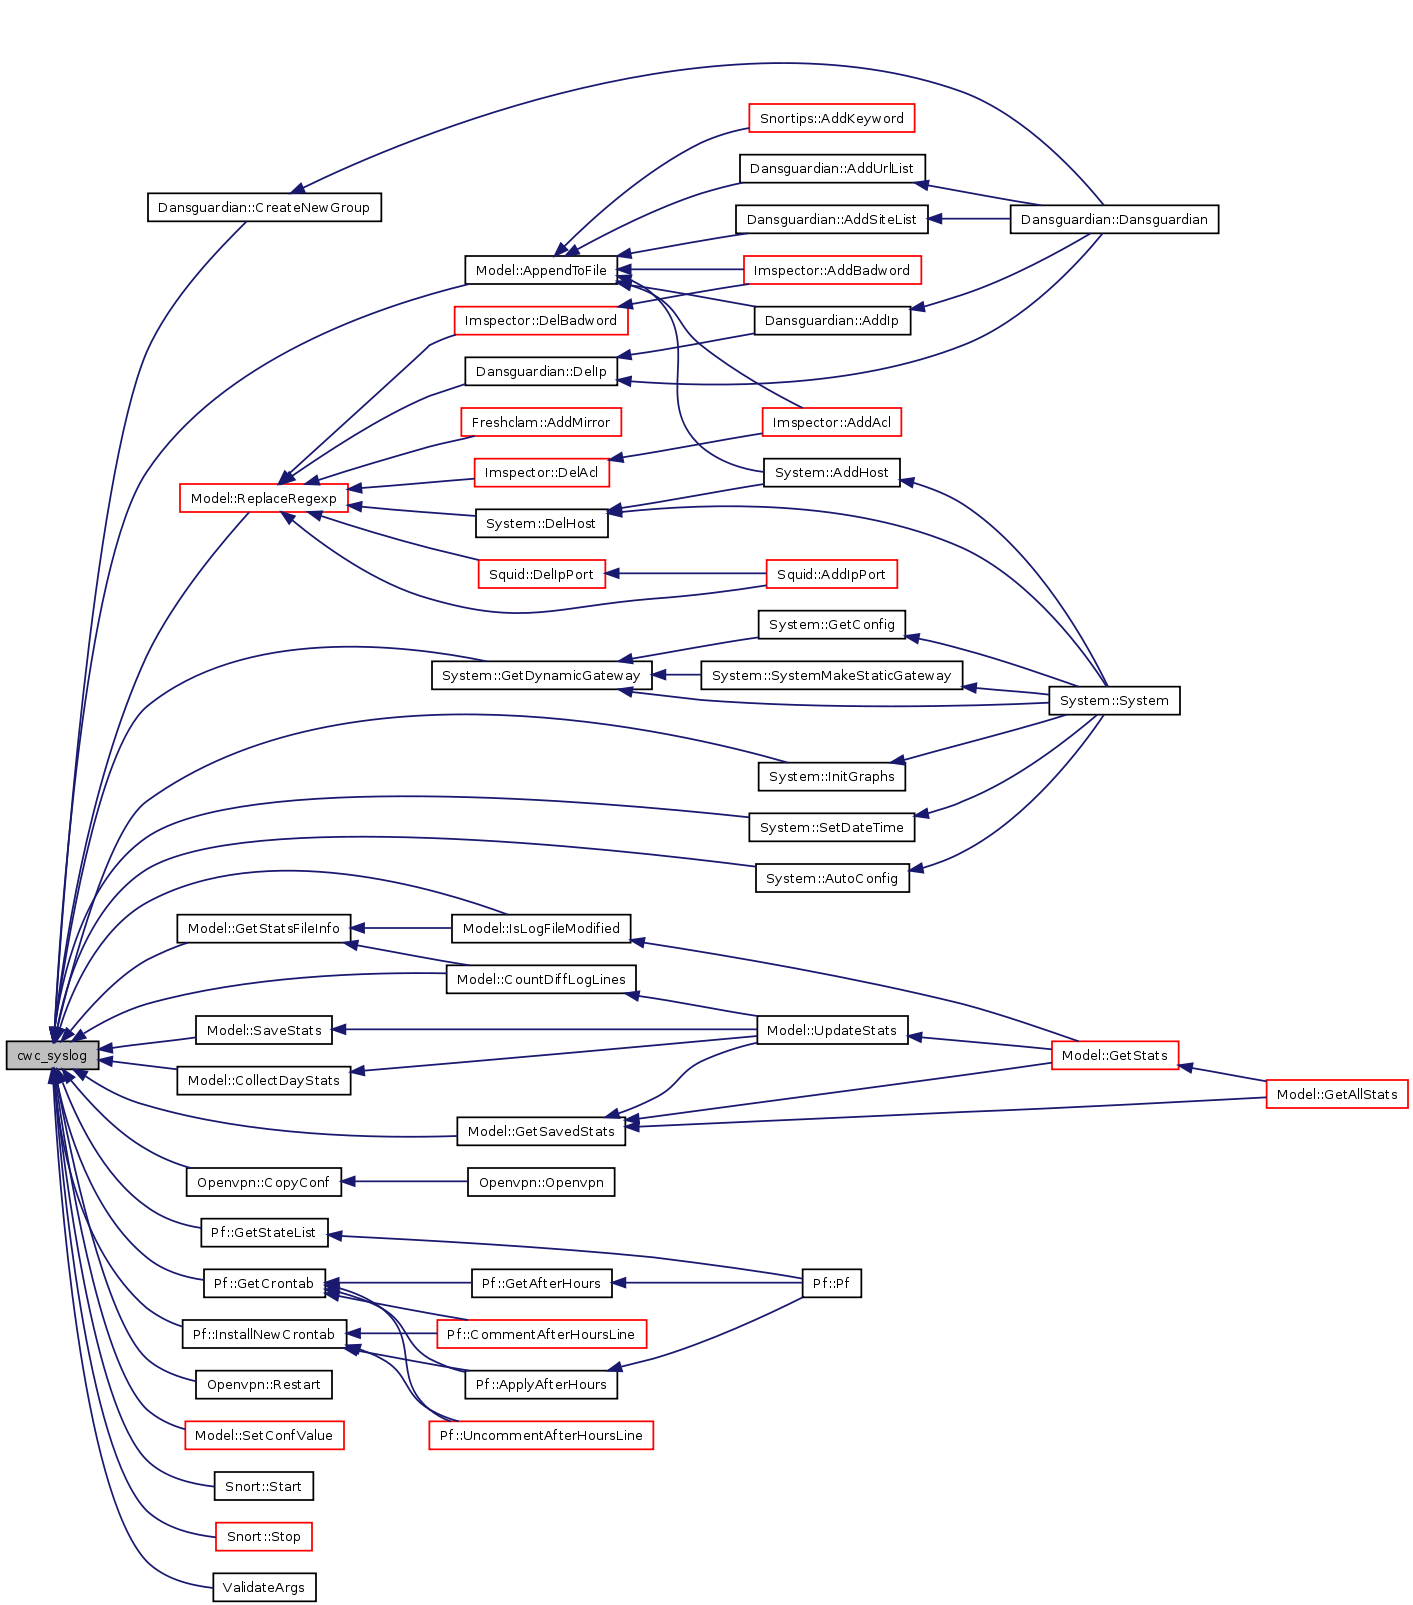 Snortips::AddKeyword
Dansguardian::AddUrlList
Dansguardian::CreateNewGroup
Dansguardian::AddSiteList
Dansguardian::Dansguardian
Model::AppendToFile
Imspector::AddBadword
Imspector::DelBadword
Dansguardian::AddIp
Dansguardian::DelIp
Freshclam::AddMirror
Imspector::AddAcl
Imspector::DelAcl
System::AddHost
Model::ReplaceRegexp
System::DelHost
Squid::DelIpPort
Squid::AddIpPort
System::GetConfig
System::GetDynamicGateway
System::SystemMakeStaticGateway
System::System
System::InitGraphs
System::SetDateTime
System::AutoConfig
Model::GetStatsFileInfo
Model::IsLogFileModified
Model::CountDiffLogLines
Model::SaveStats
Model::UpdateStats
cwc_syslog
Model::GetStats
Model::CollectDayStats
Model::GetAllStats
Model::GetSavedStats
Openvpn::CopyConf
Openvpn::Openvpn
Pf::GetStateList
Pf::GetCrontab
Pf::GetAfterHours
Pf::Pf
Pf::InstallNewCrontab
Pf::CommentAfterHoursLine
Openvpn::Restart
Pf::ApplyAfterHours
Model::SetConfValue
Pf::UncommentAfterHoursLine
Snort::Start
Snort::Stop
ValidateArgs